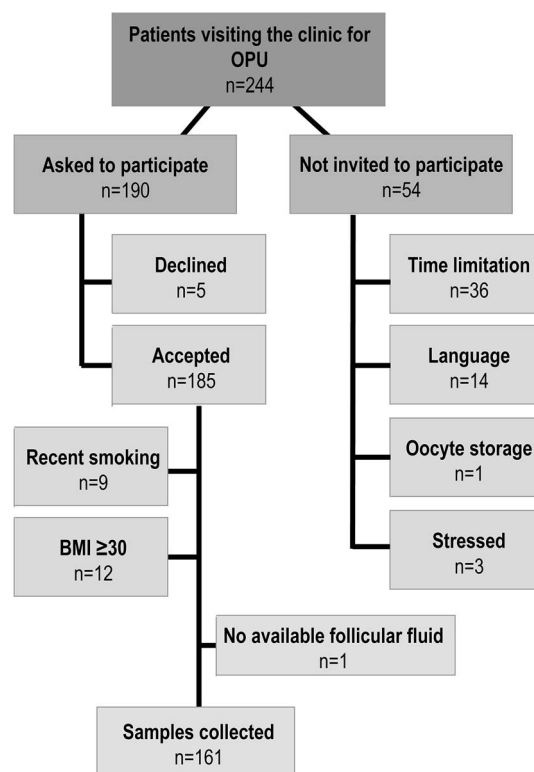 Patients visiting the clinic for
OPU
n=244
Asked to participate
n=190
Not invited to participate
n=54
Declined
n=5
Time limitation
n=36
Accepted
n=185
Language
n=14
Recent smoking
n=9
Oocyte storage
n=1
BMI ≥30
n=12
Stressed
n=3
No available follicular fluid
n=1
Samples collected
n=161